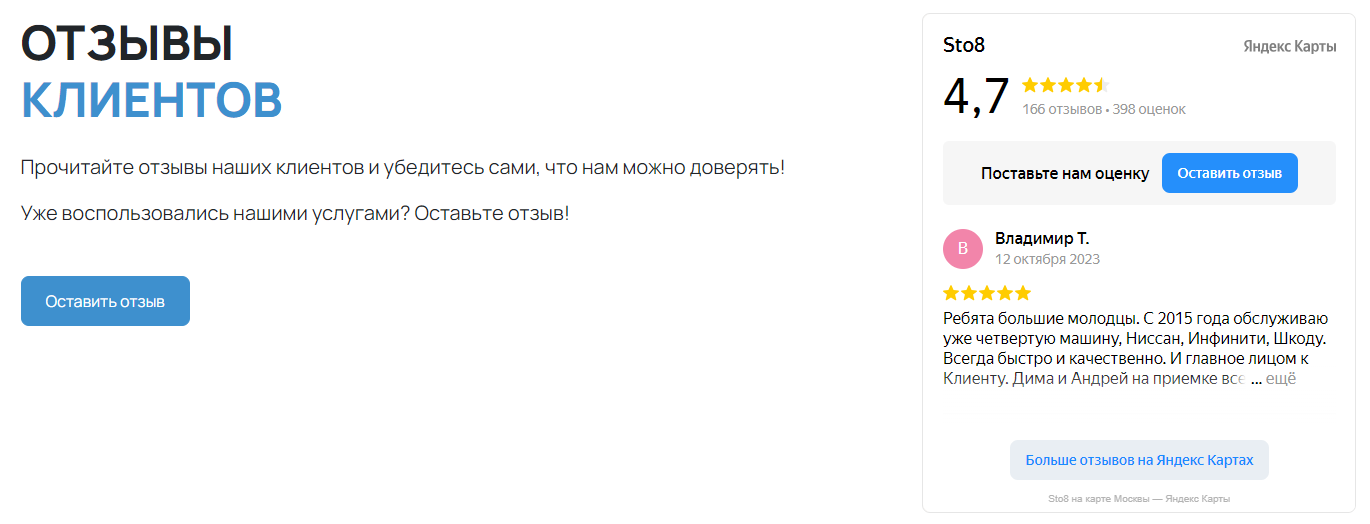 ОТЗЫВЫ
КЛИЕНТОВ
Прочитайте отзывы наших клиентов и убедитесь сами, что нам можно доверять!
Уже воспользовались нашими услугами? Оставьте отзыв!
Оставить отзыв
Sto8
Яндекс Карты
4,7
166 отзывов • 398 оценок
Поставьте нам оценку
Оставить отзыв
В
Владимир Т.
12 октября 2023
Ребята большие молодцы. С 2015 года обслуживаю
уже четвертую машину, Ниссан, Инфинити, Шкоду.
Всегда быстро и качественно. И главное лицом к
Клиенту. Дима и Андрей на приемке все ... ещё
Больше отзывов на Яндекс Картах
Sto8 на карте Москвы — Яндекс Карты